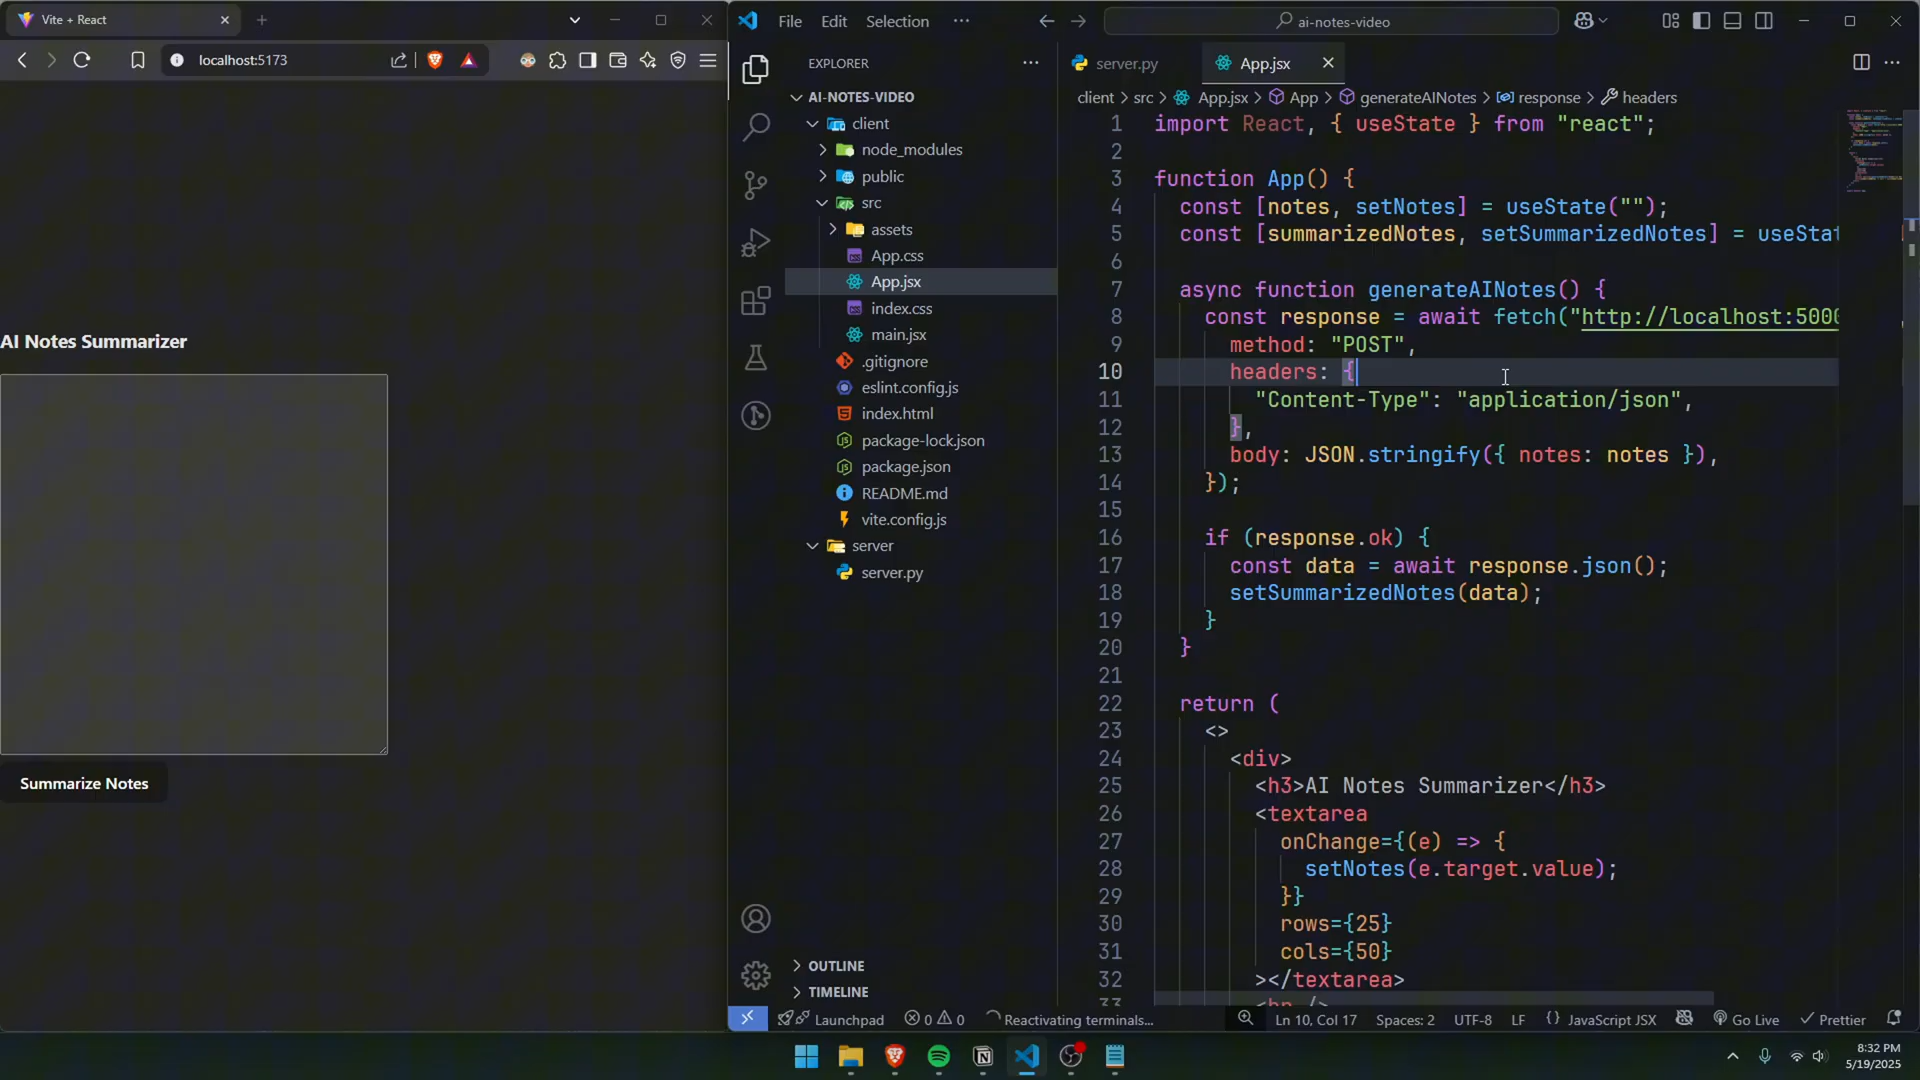 Vite + React
localhost:5173
AI Notes Summarizer
Summarize Notes
File Edit Selection ···
ai-notes-video
EXPLORER
AI-NOTES-VIDEO
client
node_modules
public
src
assets
App.css
App.jsx
index.css
main.jsx
.gitignore
eslint.config.js
index.html
package-lock.json
package.json
README.md
vite.config.js
server
server.py
OUTLINE
TIMELINE
server.py
App.jsx
client > src > App.jsx > App > generateAINotes > response > headers
1 import React, { useState } from "react";
2
3 function App() {
4 const [notes, setNotes] = useState("");
5 const [summarizedNotes, setSummarizedNotes] = useStat
6
7 async function generateAINotes() {
8 const response = await fetch("http://localhost:5000
9 method: "POST",
10 headers: {
11 "Content-Type": "application/json",
12 },
13 body: JSON.stringify({ notes: notes }),
14 });
15
16 if (response.ok) {
17 const data = await response.json();
18 setSummarizedNotes(data);
19 }
20 }
21
22 return (
23 <>
24 <div>
25 <h3>AI Notes Summarizer</h3>
26 <textarea
27 onChange={(e) => {
28 setNotes(e.target.value);
29 }}
30 rows={25}
31 cols={50}
32 ></textarea>
33 <br />
Launchpad
0 0
Reactivating terminals...
Ln 10, Col 17
Spaces: 2
UTF-8
LF
{} JavaScript JSX
Go Live
Prettier
8:32 PM
5/19/2025